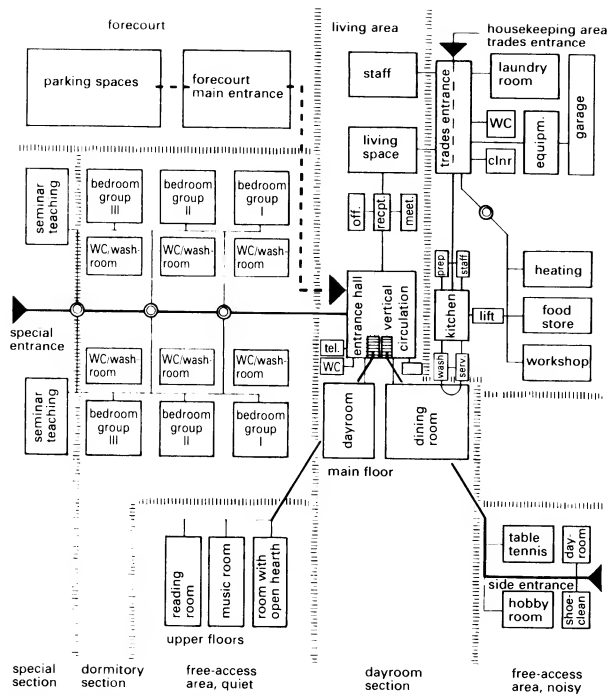 forecourt
living area
housekeeping area
trades entrance
parking spaces
forecourt
main entrance
staff
trades entrance
laundry
room
garage
WC
equipm.
clnr
living
space
seminar
teaching
bedroom
group
III
bedroom
group
II
bedroom
group
I
off.
recpt.
meet.
WC/wash-
room
WC/wash-
room
WC/wash-
room
prep
staff
heating
entrance hall
vertical
circulation
kitchen
lift
food
store
special
entrance
tel.
WC
wash
serv.
workshop
WC/wash-
room
WC/wash-
room
WC/wash-
room
seminar
teaching
bedroom
group
III
bedroom
group
II
bedroom
group
I
dayroom
dining
room
main floor
reading
room
music room
room with
open hearth
upper floors
table
tennis
day-
room
side entrance
hobby
room
shoe-
clean
special
section
dormitory
section
free-access
area, quiet
dayroom
section
free-access
area, noisy